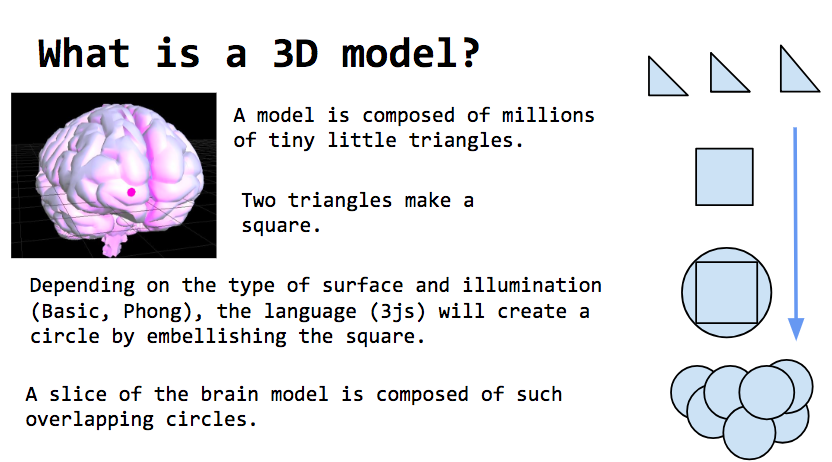 What is a 3D model?
A model is composed of millions
of tiny little triangles.
Two triangles make a
square.
Depending on the type of surface and illumination
(Basic, Phong), the language (3js) will create a
circle by embellishing the square.
A slice of the brain model is composed of such
overlapping circles.